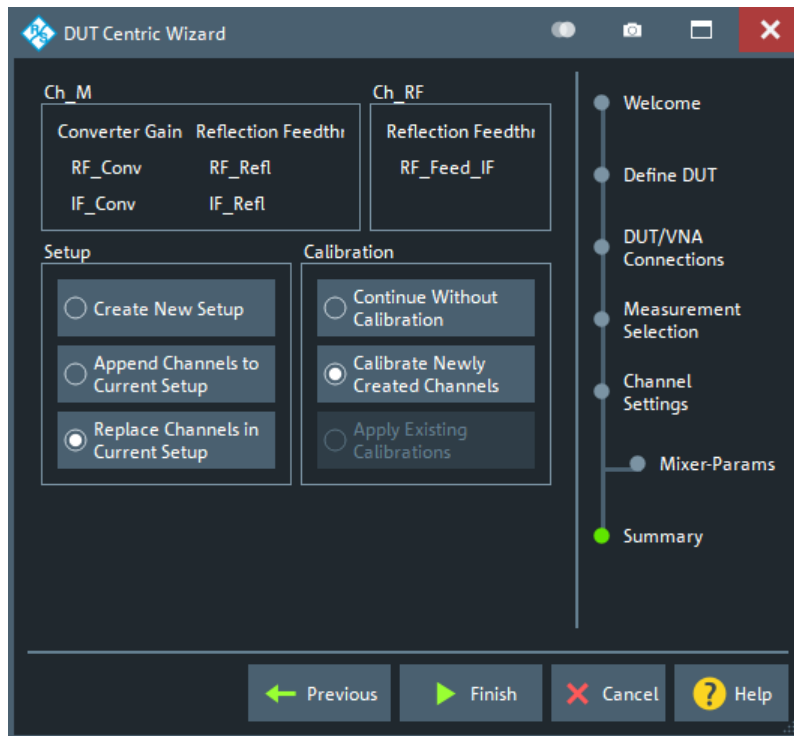 R&S
DUT Centric Wizard
Ch_M
Converter Gain Reflection Feedthr
RF_Conv RF_Refl
IF_Conv IF_Refl
Ch_RF
Reflection Feedthr
RF_Feed_IF
Setup
Create New Setup
Append Channels to
Current Setup
Replace Channels in
Current Setup
Calibration
Continue Without
Calibration
Calibrate Newly
Created Channels
Apply Existing
Calibrations
Welcome
Define DUT
DUT/VNA
Connections
Measurement
Selection
Channel
Settings
Mixer-Params
Summary
Previous
Finish
Cancel
? Help